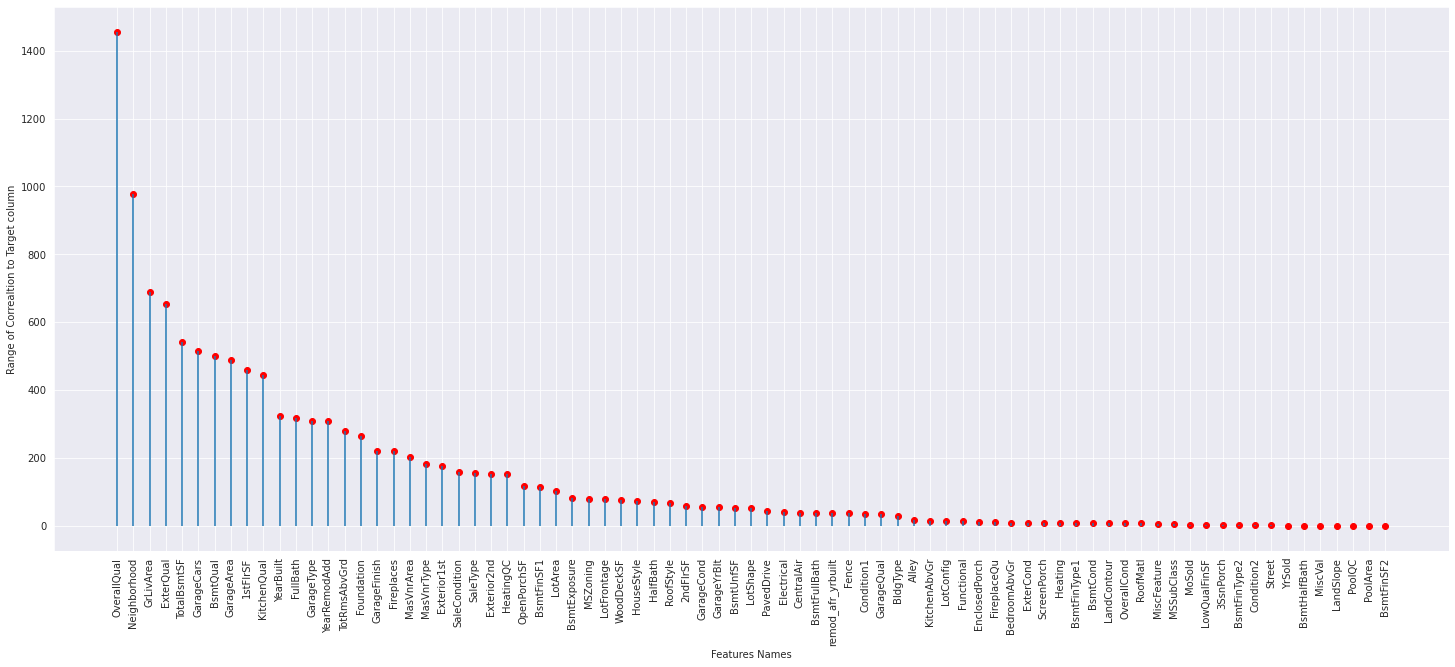 1400
1200
1000
800
600
400
200
0
Range of Correaltion to Target column
OverallQual
Neighborhood
GrLivArea
ExterQual
TotalBsmtSF
GarageCars
BsmtQual
GarageArea
1stFlrSF
KitchenQual
YearBuilt
FullBath
GarageType
YearRemodAdd
TotRmsAbvGrd
Foundation
GarageFinish
Fireplaces
MasVnrArea
MasVnrType
Exterior1st
SaleCondition
SaleType
Exterior2nd
HeatingQC
OpenPorchSF
BsmtFinSF1
LotArea
BsmtExposure
MSZoning
LotFrontage
WoodDeckSF
HouseStyle
HalfBath
RoofStyle
2ndFlrSF
GarageCond
GarageYrBlt
BsmtUnfSF
LotShape
PavedDrive
Electrical
CentralAir
BsmtFullBath
remod_afr_yrbuilt
Fence
Condition1
GarageQual
BldgType
Alley
KitchenAbvGr
LotConfig
Functional
EnclosedPorch
FireplaceQu
BedroomAbvGr
ExterCond
ScreenPorch
Heating
BsmtFinType1
BsmtCond
LandContour
OverallCond
RoofMatl
MiscFeature
MSSubClass
MoSold
LowQualFinSF
3SsnPorch
BsmtFinType2
Condition2
Street
YrSold
BsmtHalfBath
MiscVal
LandSlope
PoolQC
PoolArea
BsmtFinSF2
Features Names